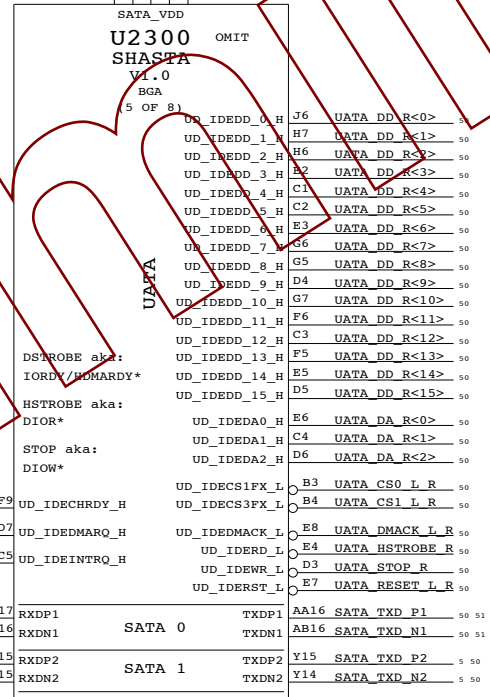 SATA_VDD
U2300 OMIT
SHASTA
V1.0
BGA
(5 OF 8)
UD_IDEDD_0_H J6 UATA_DD_R<0> 50
UD_IDEDD_1_H H7 UATA_DD_R<1> 50
UD_IDEDD_2_H H6 UATA_DD_R<2> 50
UD_IDEDD_3_H E2 UATA_DD_R<3> 50
UD_IDEDD_4_H C1 UATA_DD_R<4> 50
UD_IDEDD_5_H C2 UATA_DD_R<5> 50
UD_IDEDD_6_H E3 UATA_DD_R<6> 50
UD_IDEDD_7_H G6 UATA_DD_R<7> 50
UD_IDEDD_8_H G5 UATA_DD_R<8> 50
UD_IDEDD_9_H D4 UATA_DD_R<9> 50
UATA
UD_IDEDD_10_H G7 UATA_DD_R<10> 50
UD_IDEDD_11_H F6 UATA_DD_R<11> 50
UD_IDEDD_12_H C3 UATA_DD_R<12> 50
DSTROBE aka: UD_IDEDD_13_H F5 UATA_DD_R<13> 50
IORDY/HDMARDY* UD_IDEDD_14_H E5 UATA_DD_R<14> 50
UD_IDEDD_15_H D5 UATA_DD_R<15> 50
HSTROBE aka:
DIOR* UD_IDEDA0_H E6 UATA_DA_R<0> 50
UD_IDEDA1_H C4 UATA_DA_R<1> 50
STOP aka:
UD_IDEDA2_H D6 UATA_DA_R<2> 50
DIOW*
UD_IDECS1FX_L B3 UATA_CS0_L_R 50
F9 UD_IDECHRDY_H UD_IDECS3FX_L B4 UATA_CS1_L_R 50
D7 UD_IDEDMARQ_H UD_IDEDMACK_L E8 UATA_DMACK_L_R 50
C5 UD_IDEINTRQ_H UD_IDERD_L E4 UATA_HSTROBE_R 50
UD_IDEWR_L D3 UATA_STOP_R 50
UD_IDERST_L E7 UATA_RESET_L_R 50
17 RXDP1 SATA 0 TXDP1 AA16 SATA_TXD_P1 50 51
16 RXDN1 TXDN1 AB16 SATA_TXD_N1 50 51
15 RXDP2 SATA 1 TXDP2 Y15 SATA_TXD_P2 5 50
15 RXDN2 TXDN2 Y14 SATA_TXD_N2 5 50